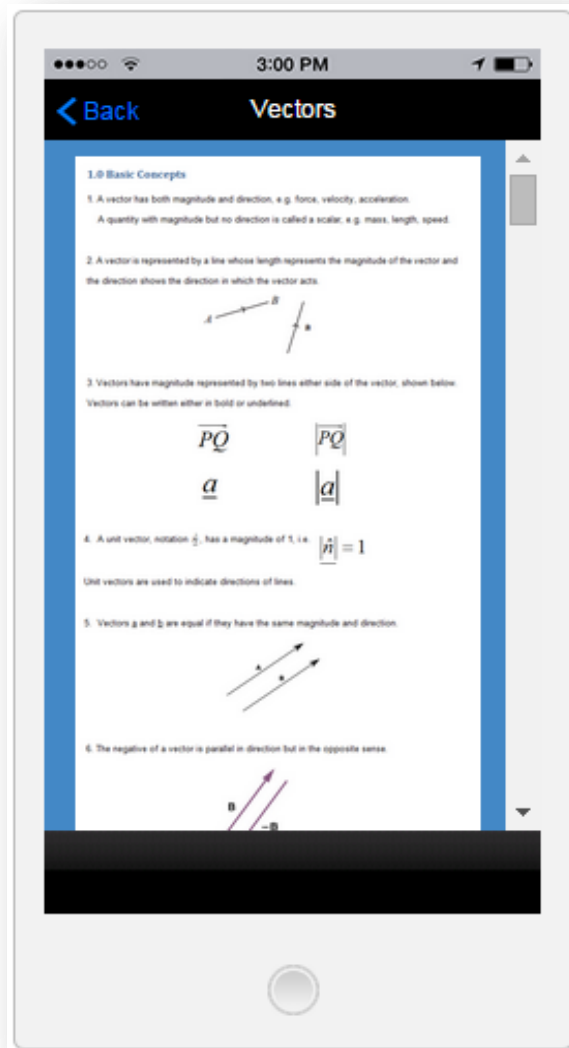 3:00 PM
Back
Vectors
1.0 Basic Concepts
1. A vector has both magnitude and direction, e.g. force, velocity, acceleration.
A quantity with magnitude but no direction is called a scalar, e.g. mass, length, speed.
2. A vector is represented by a line whose length represents the magnitude of the vector and
the direction shows the direction in which the vector acts.
A B
3. Vectors have magnitude represented by two lines either side of the vector, shown below.
Vectors can be written either in bold or underlined.
PQ |PQ|
a |a|
4. A unit vector, notation , has a magnitude of 1, i.e. |n̂| = 1
Unit vectors are used to indicate directions of lines.
5. Vectors a and b are equal if they have the same magnitude and direction.
6. The negative of a vector is parallel in direction but in the opposite sense.
B
-B